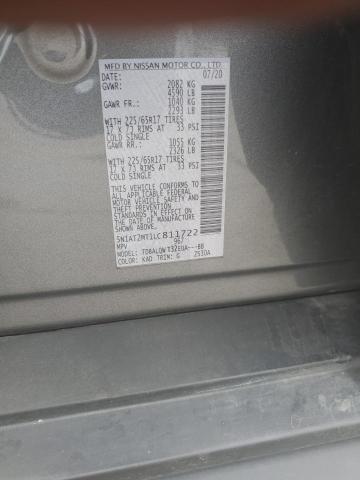 MFD BY NISSAN MOTOR CO., LTD.
DATE: 07/20
GVWR: 2082 KG
4590 LB
GAWR FR: 1040 KG
2293 LB
WITH 225/65R17 TIRES
17 X 7J RIMS AT 33 PSI
COLD SINGLE
GAWR RR: 1055 KG
2326 LB
WITH 225/65R17 TIRES
17 X 7J RIMS AT 33 PSI
COLD SINGLE
THIS VEHICLE CONFORMS TO ALL
APPLICABLE FEDERAL MOTOR
VEHICLE SAFETY STANDARDS
IN EFFECT ON THE DATE OF
MANUFACTURE SHOWN ABOVE.
5N1AT2MT1LC811722
MPV 967
MODEL:
COLOR: KAD TRIM: G